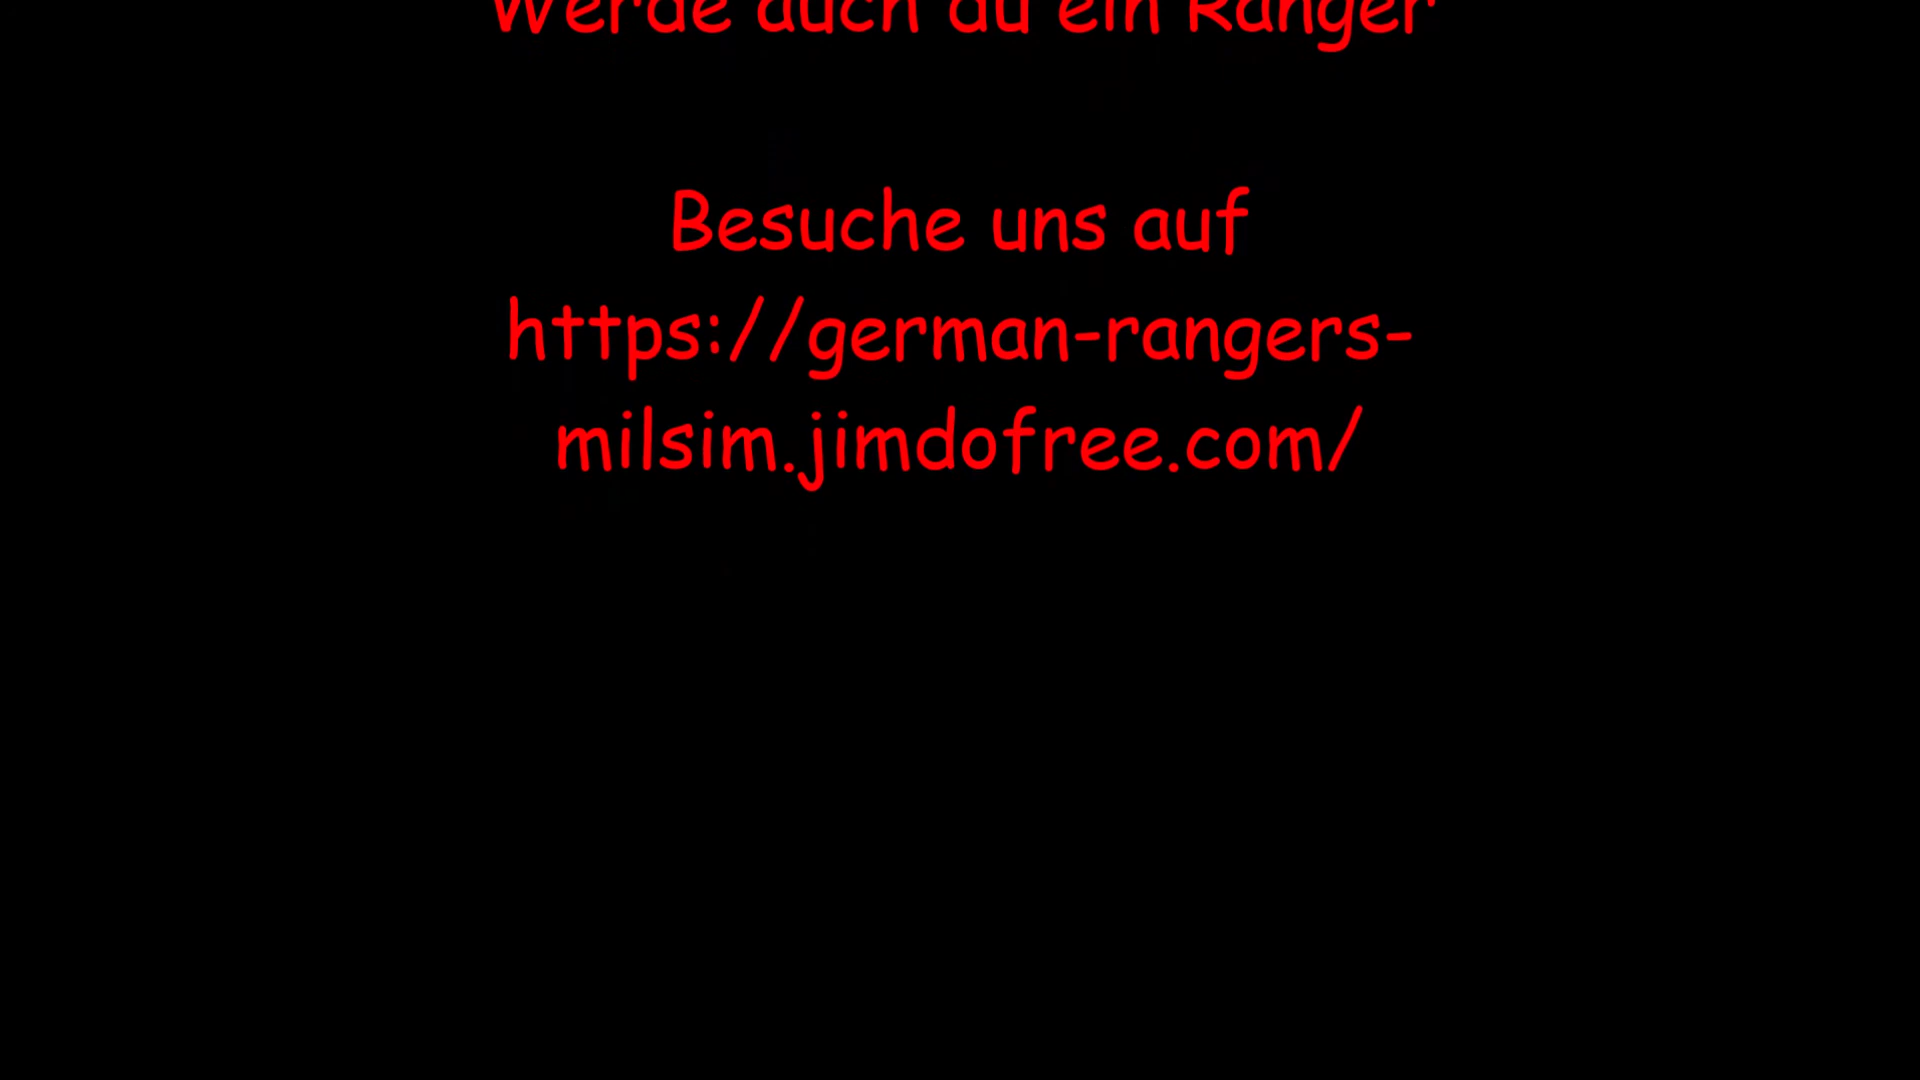 Werde auch du ein Ranger
Besuche uns auf
https://german-rangers-
milsim.jimdofree.com/